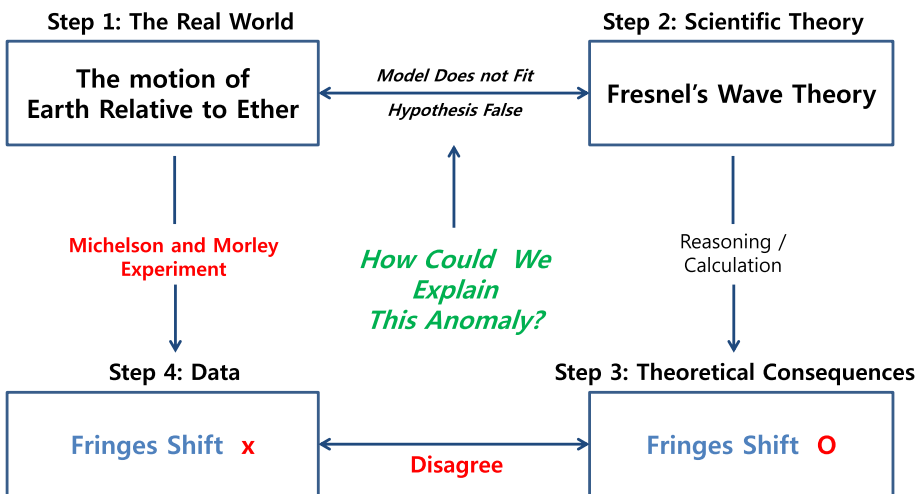 Step 1: The Real World
Step 2: Scientific Theory
The motion of
Earth Relative to Ether
Model Does not Fit
Hypothesis False
Fresnel's Wave Theory
Michelson and Morley
Experiment
How Could We
Explain
This Anomaly?
Reasoning /
Calculation
Step 4: Data
Step 3: Theoretical Consequences
Fringes Shift x
Disagree
Fringes Shift O